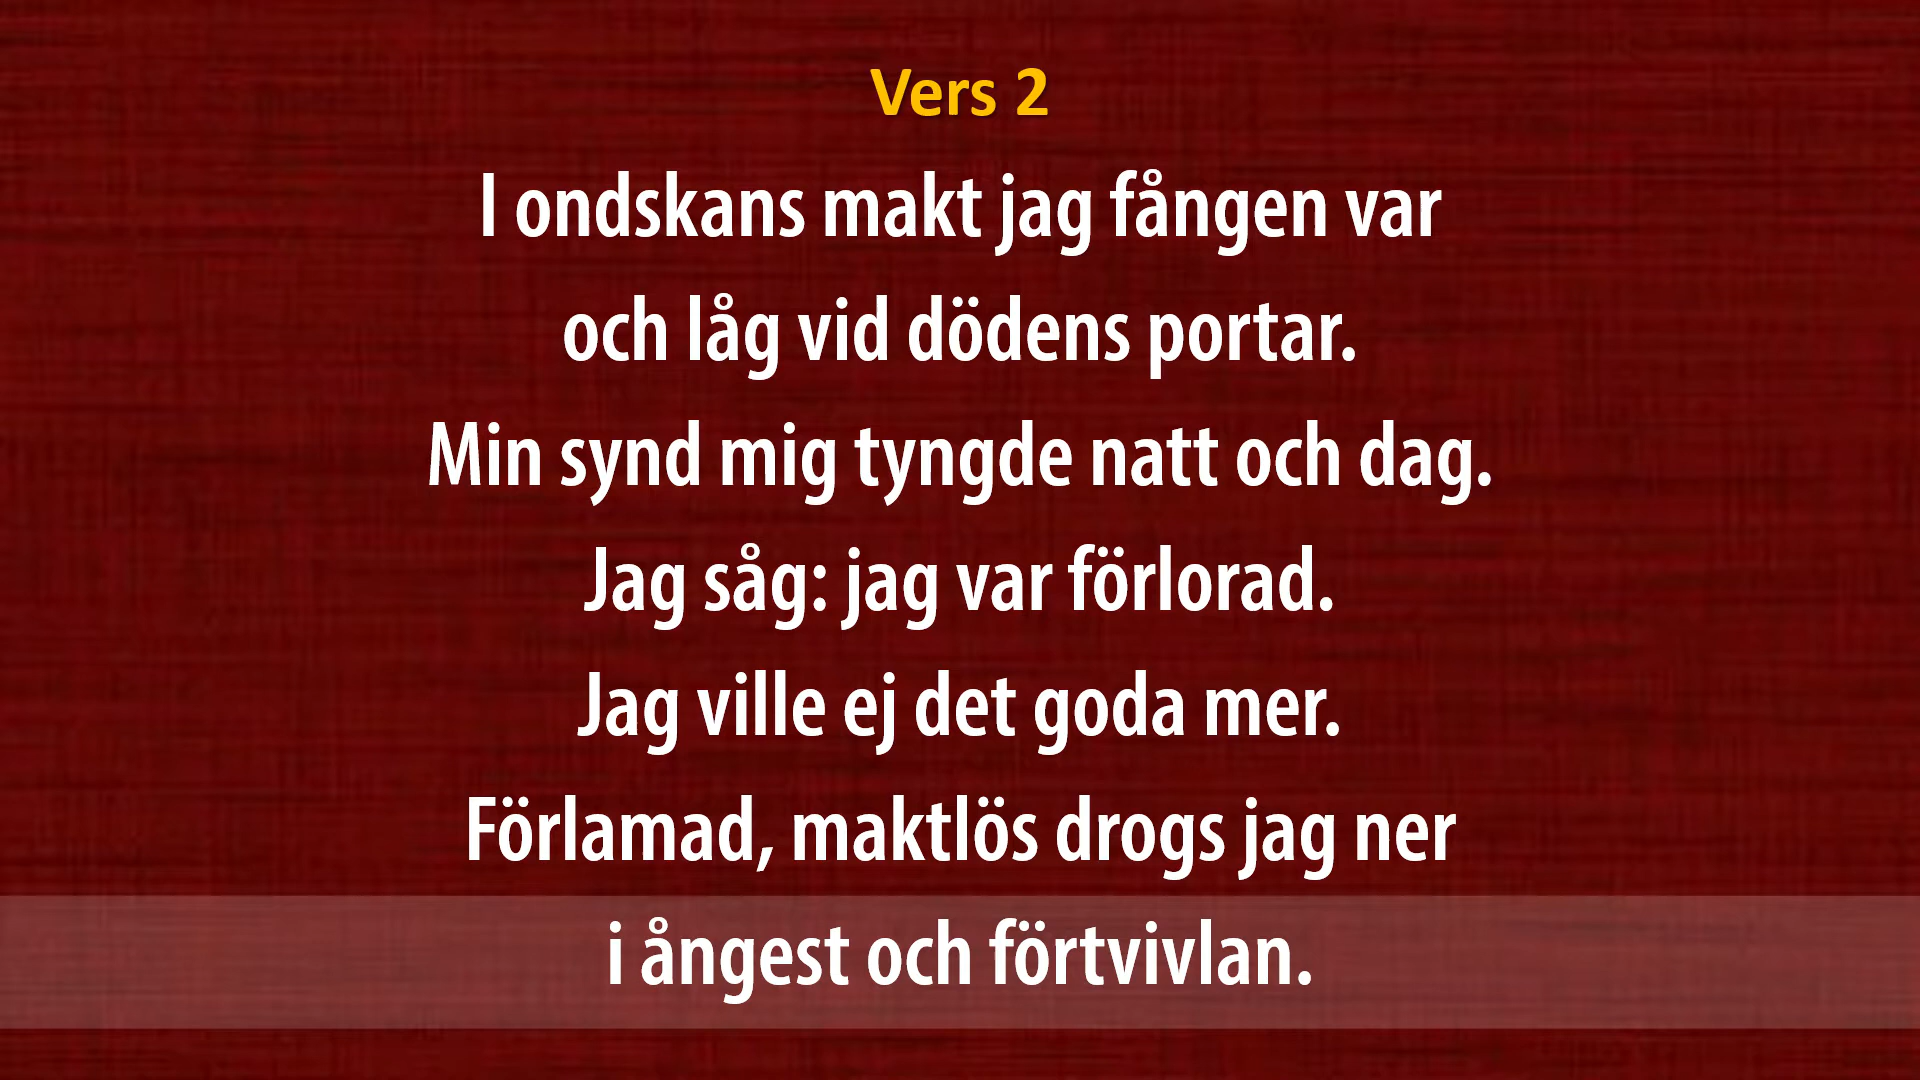 Vers 2
I ondskans makt jag fången var
och låg vid dödens portar.
Min synd mig tyngde natt och dag.
Jag såg: jag var förlorad.
Jag ville ej det goda mer.
Förlamad, maktlös drogs jag ner
i ångest och förtvivlan.